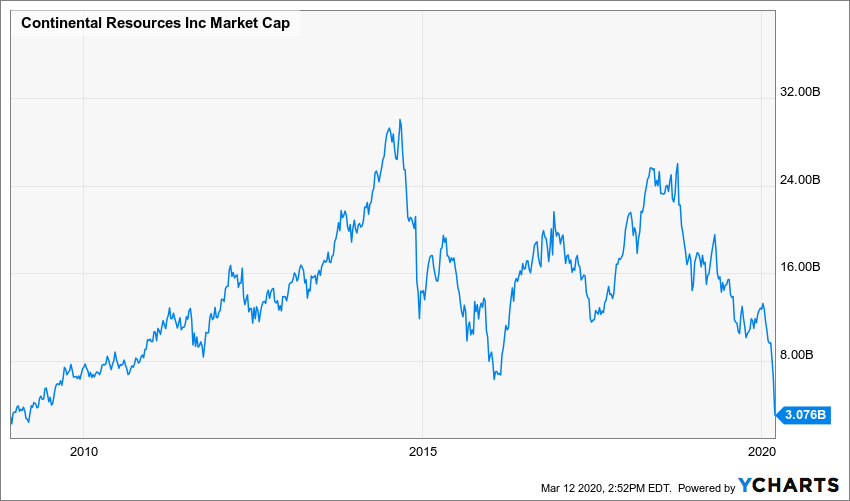 Continental Resources Inc Market Cap
32.00B
24.00B
16.00B
8.00B
3.076B
2010 2015 2020
Mar 12 2020, 2:52PM EDT. Powered by YCHARTS